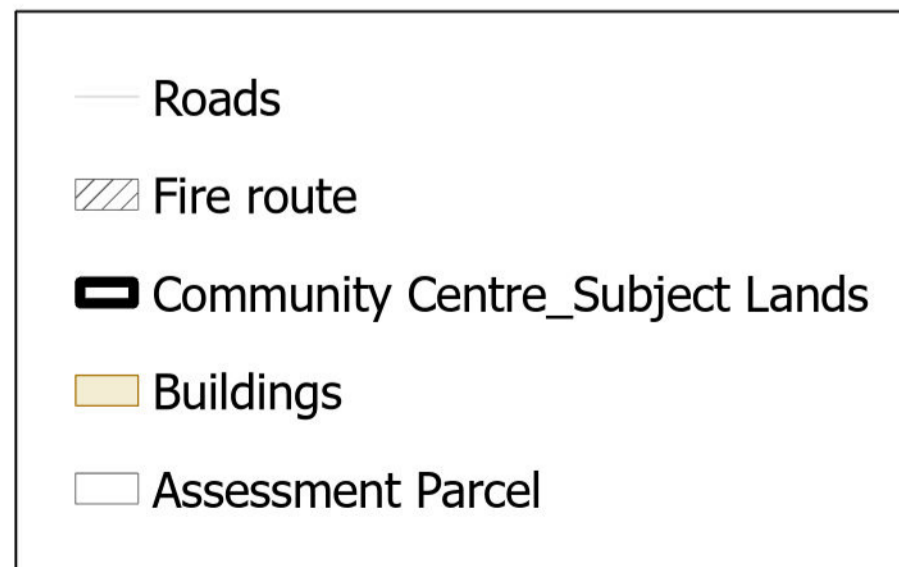 Roads
Fire route
Community Centre_Subject Lands
Buildings
Assessment Parcel